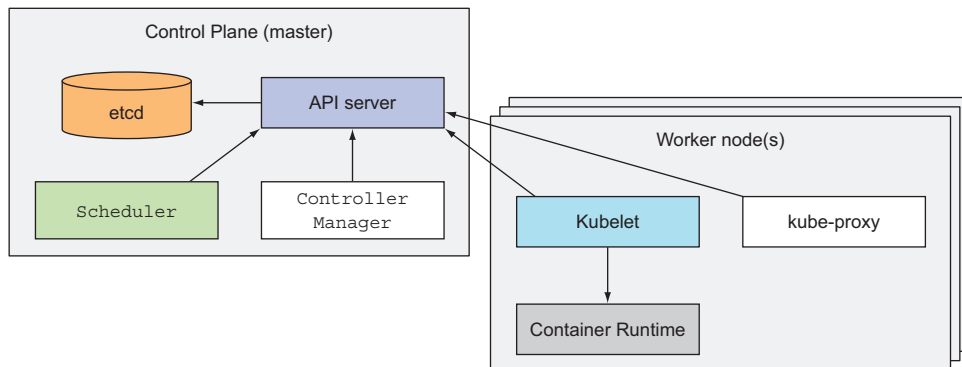 Control Plane (master)
etcd
API server
Scheduler
Controller
Manager
Worker node(s)
Kubelet
kube-proxy
Container Runtime